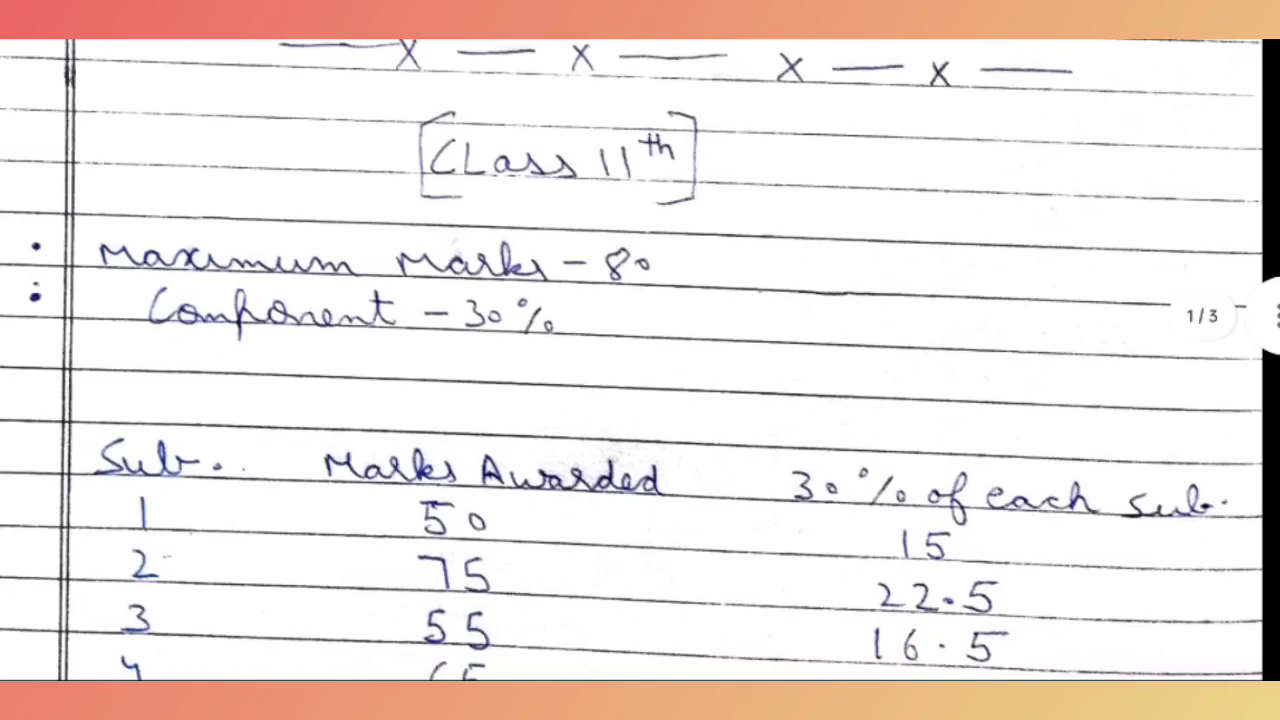 — x — x — x — x —
[CLass 11th]
: Maximum Marks - 80
: Component - 30%
1/3
Sub. Marks Awarded 30% of each sub.
1 50 15
2 75 22.5
3 55 16.5
4 65